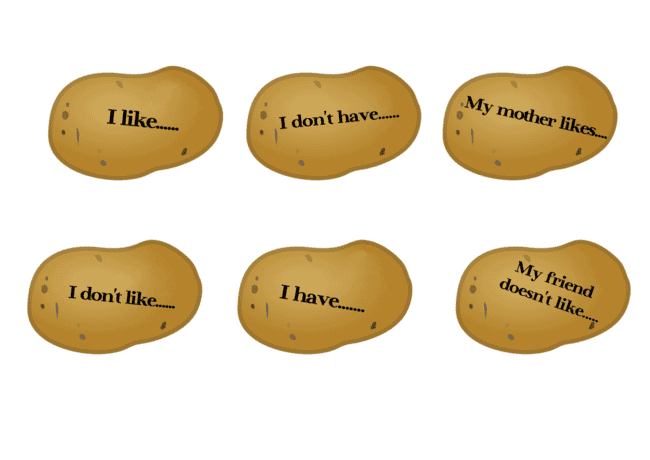 I like......
I don't have......
My mother likes....
I don't like......
I have.......
My friend
doesn't like.....